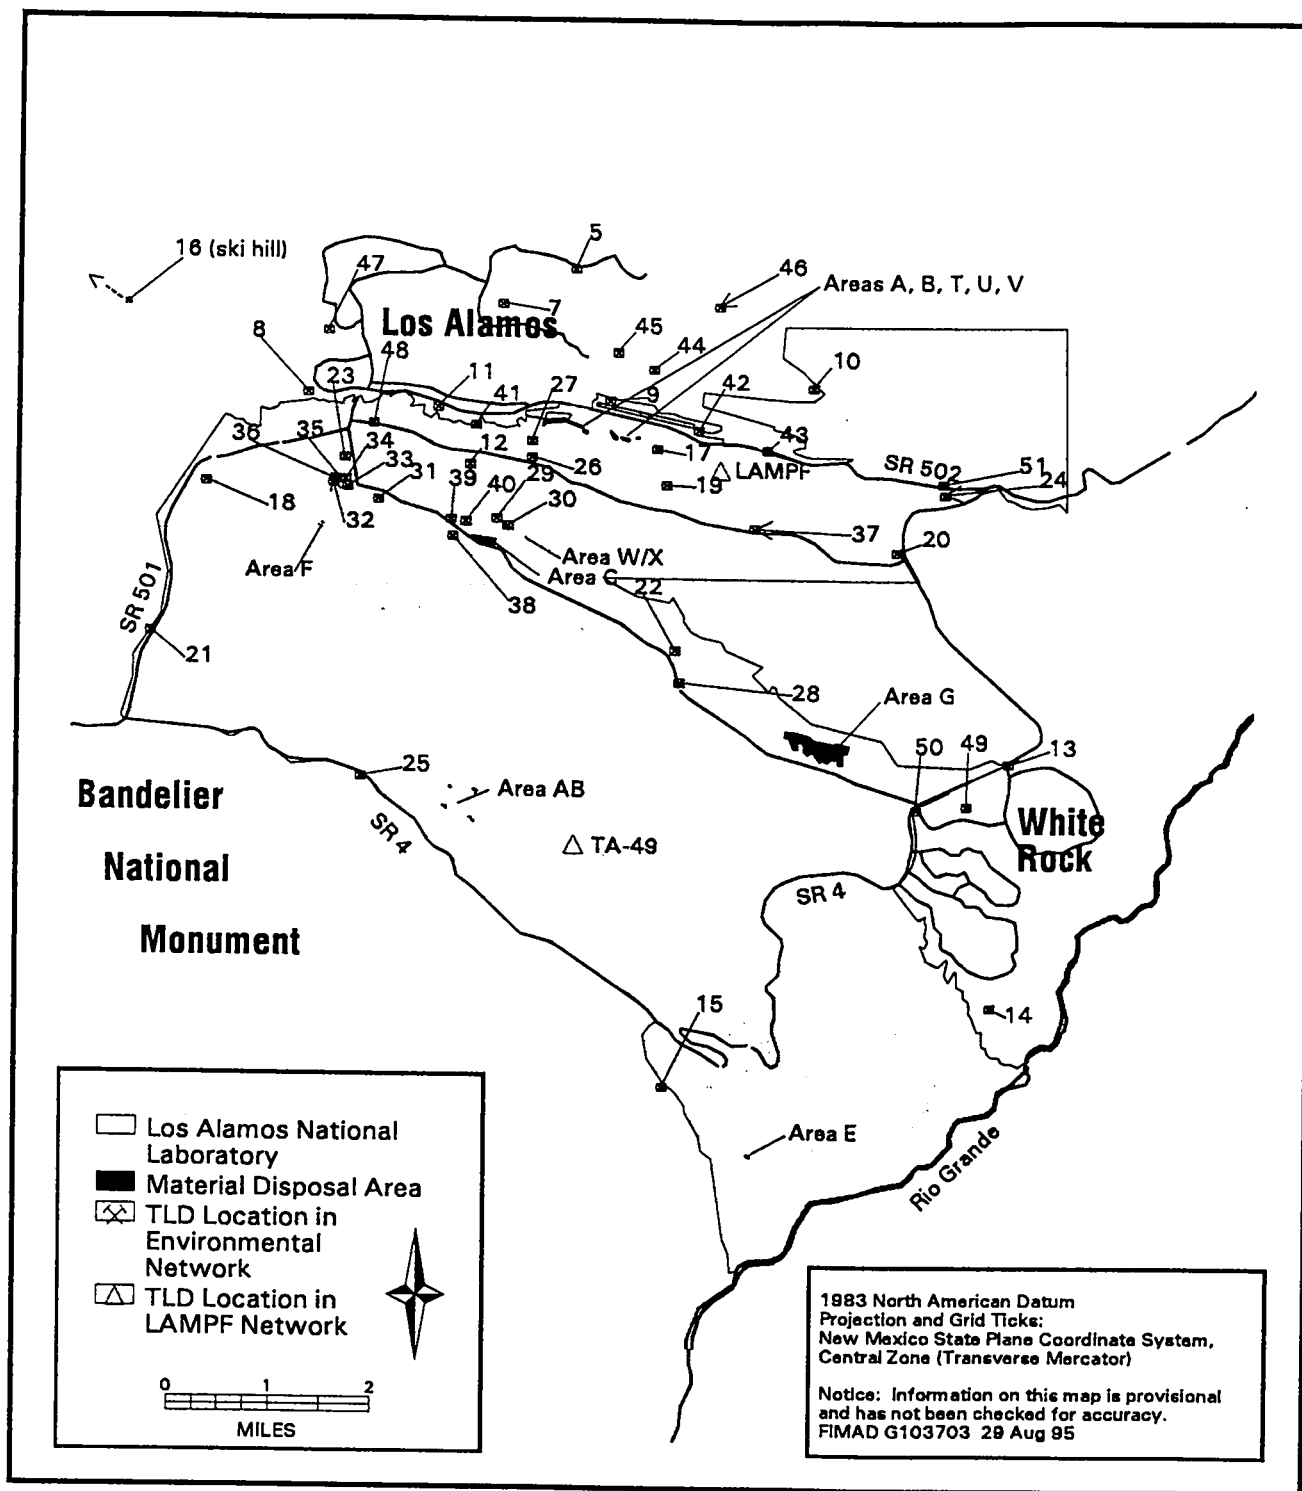 5
16 (ski hill)
47
46
Areas A, B, T, U, V
7
Los Alamos
45
8
48
44
10
23
11
27
9
42
41
36
35
34
12
43
33
31
26
17
SR 502
51
LAMPF
39
40
29
19
24
18
30
32
37
20
Area W/X
Area F
Area C
22
38
SR 501
21
28
Area G
50
49
13
25
Area AB
Bandelier
National
Monument
SR 4
TA-49
White
Rock
SR 4
15
14
Area E
Rio Grande
Los Alamos National
Laboratory
Material Disposal Area
TLD Location in
Environmental
Network
TLD Location in
LAMPF Network
0 1 2
MILES
1983 North American Datum
Projection and Grid Ticks:
New Mexico State Plane Coordinate System,
Central Zone (Transverse Mercator)
Notice: Information on this map is provisional
and has not been checked for accuracy.
FIMAD G103703 29 Aug 95